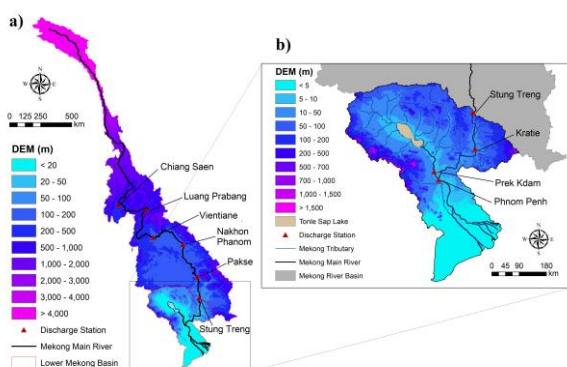 a)
N
W E
S
0 125 250 500
km
DEM (m)
< 20
20 - 50
50 - 100
100 - 200
200 - 500
500 - 1,000
1,000 - 2,000
2,000 - 3,000
3,000 - 4,000
> 4,000
Discharge Station
Mekong Main River
Lower Mekong Basin
Chiang Saen
Luang Prabang
Vientiane
Nakhon
Phanom
Pakse
Stung Treng
b)
DEM (m)
< 5
5 - 10
10 - 50
50 - 100
100 - 200
200 - 500
500 - 700
700 - 1,000
1,000 - 1,500
> 1,500
Tonle Sap Lake
Discharge Station
Mekong Tributary
Mekong Main River
Mekong River Basin
Stung Treng
Kratie
Prek Kdam
Phnom Penh
N
W E
S
0 45 90 180
km